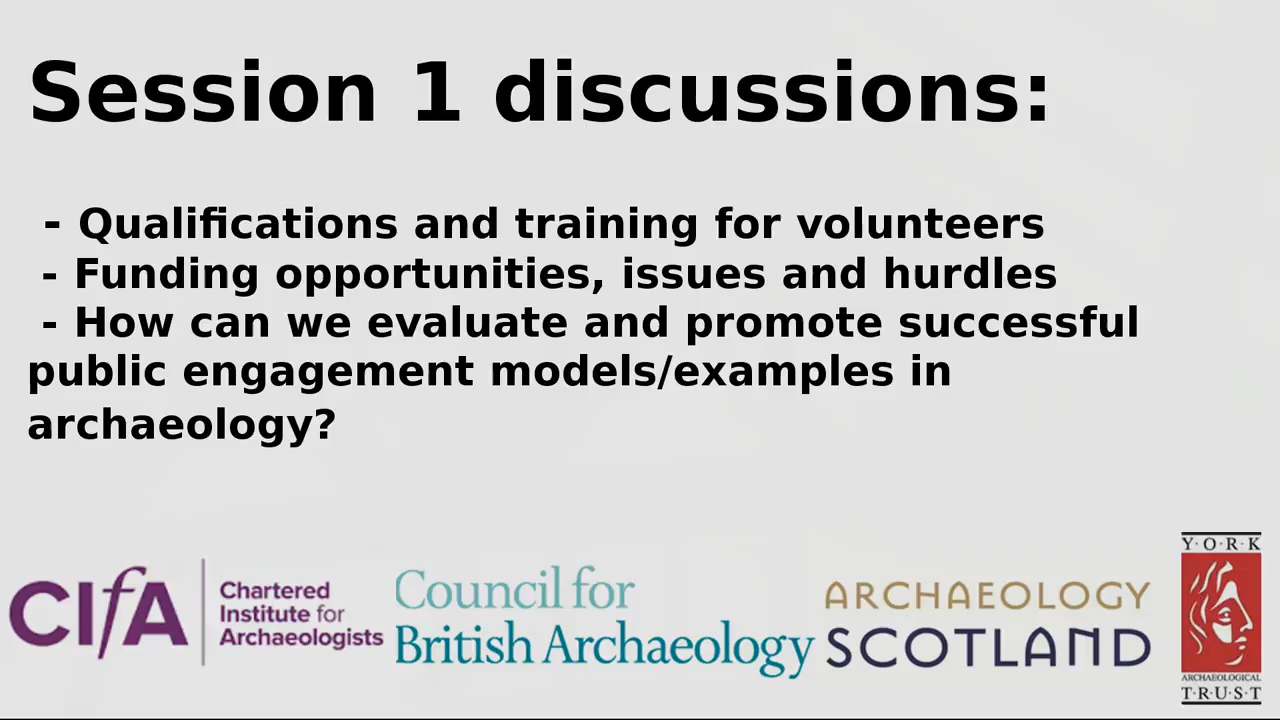 Session 1 discussions:
- Qualifications and training for volunteers
- Funding opportunities, issues and hurdles
- How can we evaluate and promote successful
public engagement models/examples in
archaeology?
CIfA
Chartered
Institute for
Archaeologists
Council for
British Archaeology
ARCHAEOLOGY
SCOTLAND
Y·O·R·K
ARCHAEOLOGICAL
T·R·U·S·T